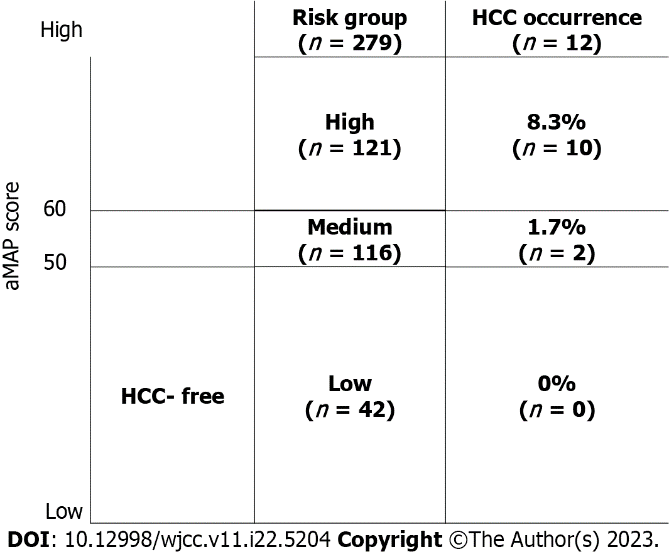 High
Risk group
(n = 279)
HCC occurrence
(n = 12)
High
(n = 121)
8.3%
(n = 10)
aMAP score
60
50
Medium
(n = 116)
1.7%
(n = 2)
HCC- free
Low
(n = 42)
0%
(n = 0)
Low
DOI: 10.12998/wjcc.v11.i22.5204 Copyright ©The Author(s) 2023.